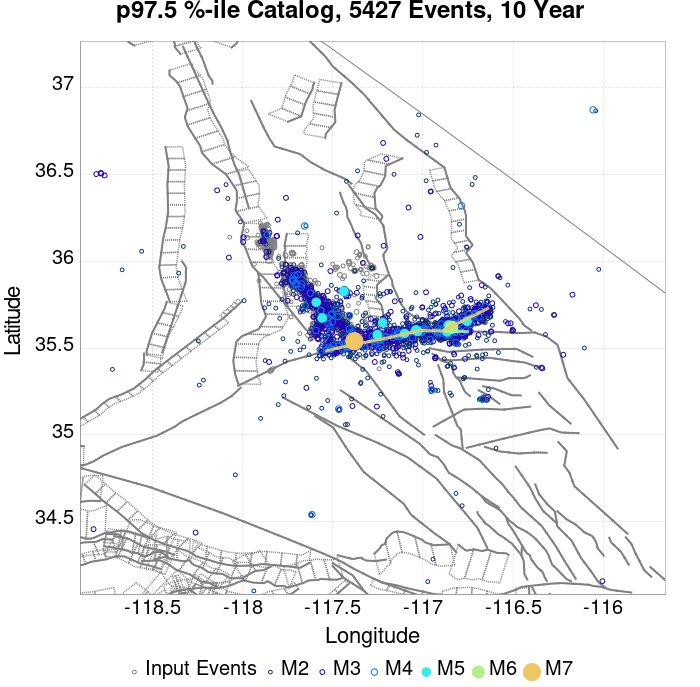 p97.5 %-ile Catalog, 5427 Events, 10 Year
37
36.5
36
35.5
35
34.5
Latitude
-118.5 -118 -117.5 -117 -116.5 -116
Longitude
Input Events M2 M3 M4 M5 M6 M7